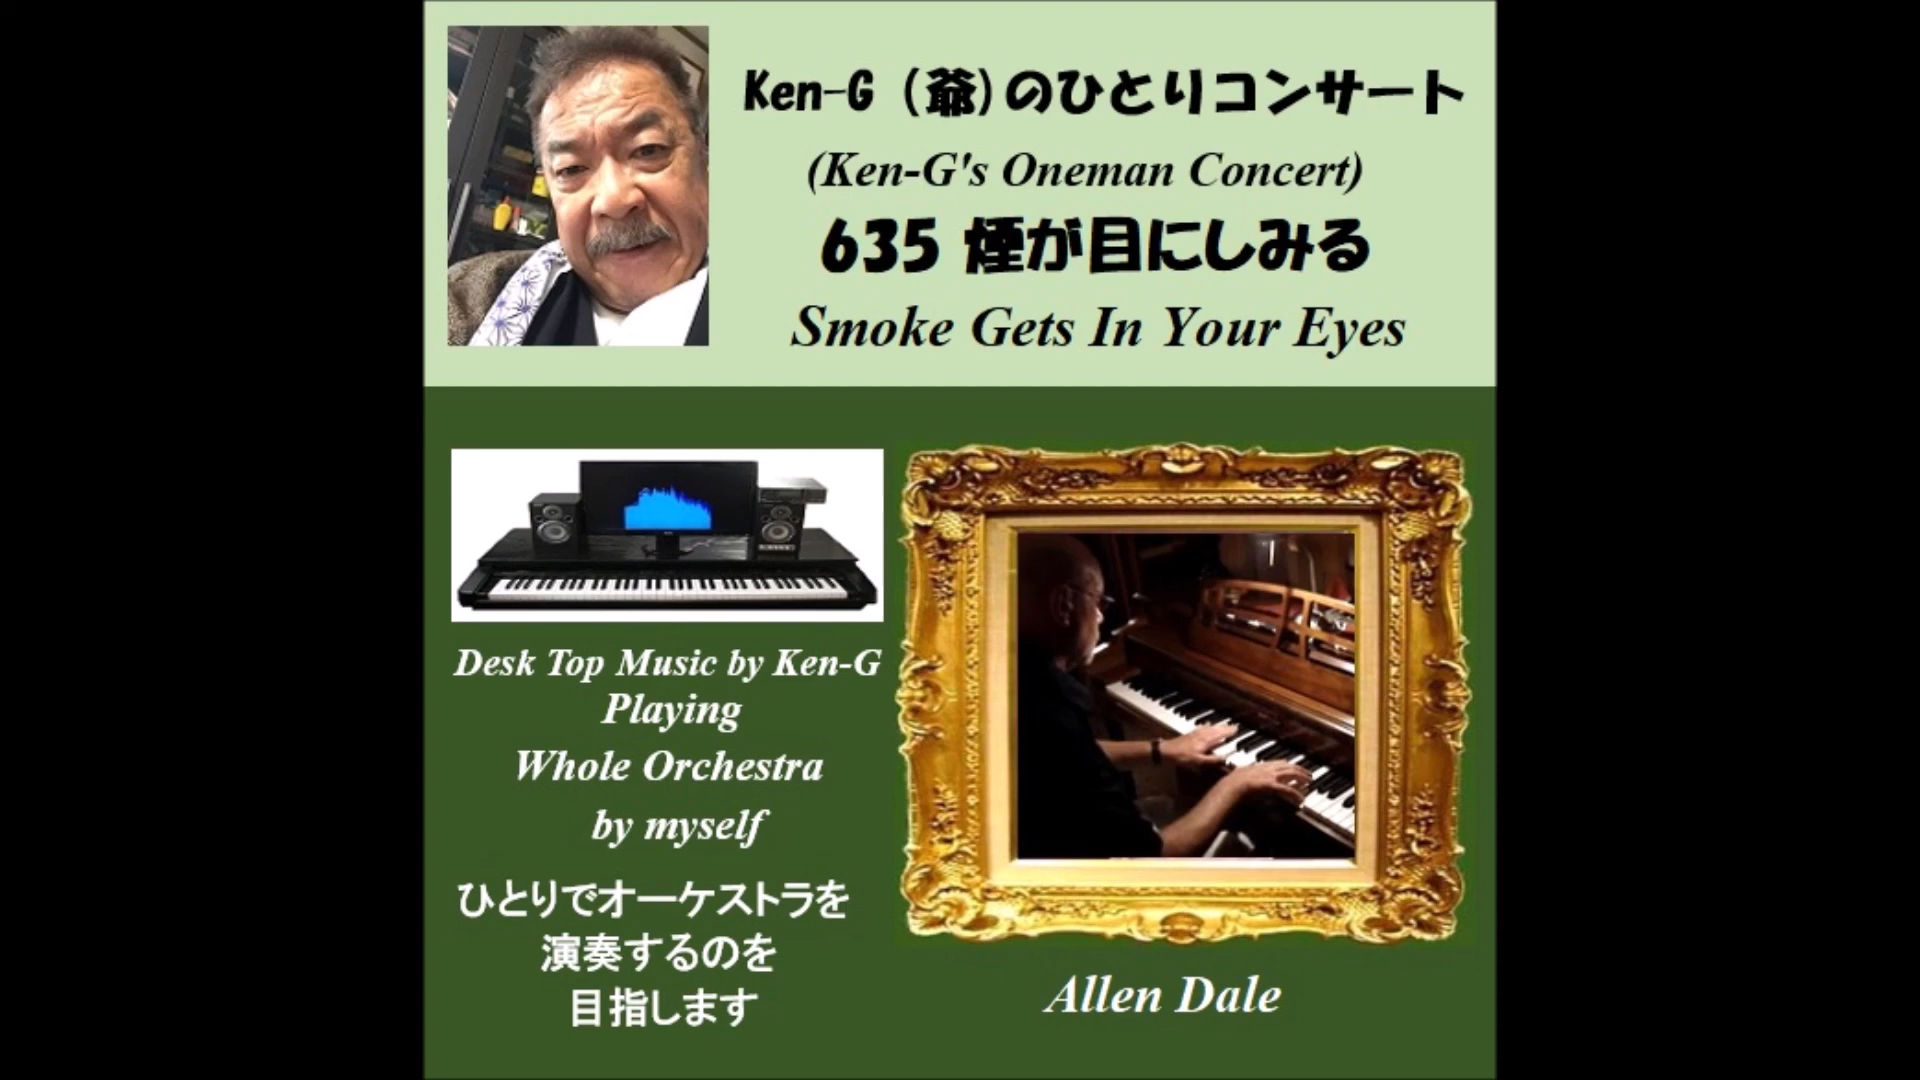 Ken-G (爺)のひとりコンサート
(Ken-G's Oneman Concert)
635 煙が目にしみる
Smoke Gets In Your Eyes
Desk Top Music by Ken-G
Playing
Whole Orchestra
by myself
ひとりでオーケストラを
演奏するのを
目指します
Allen Dale